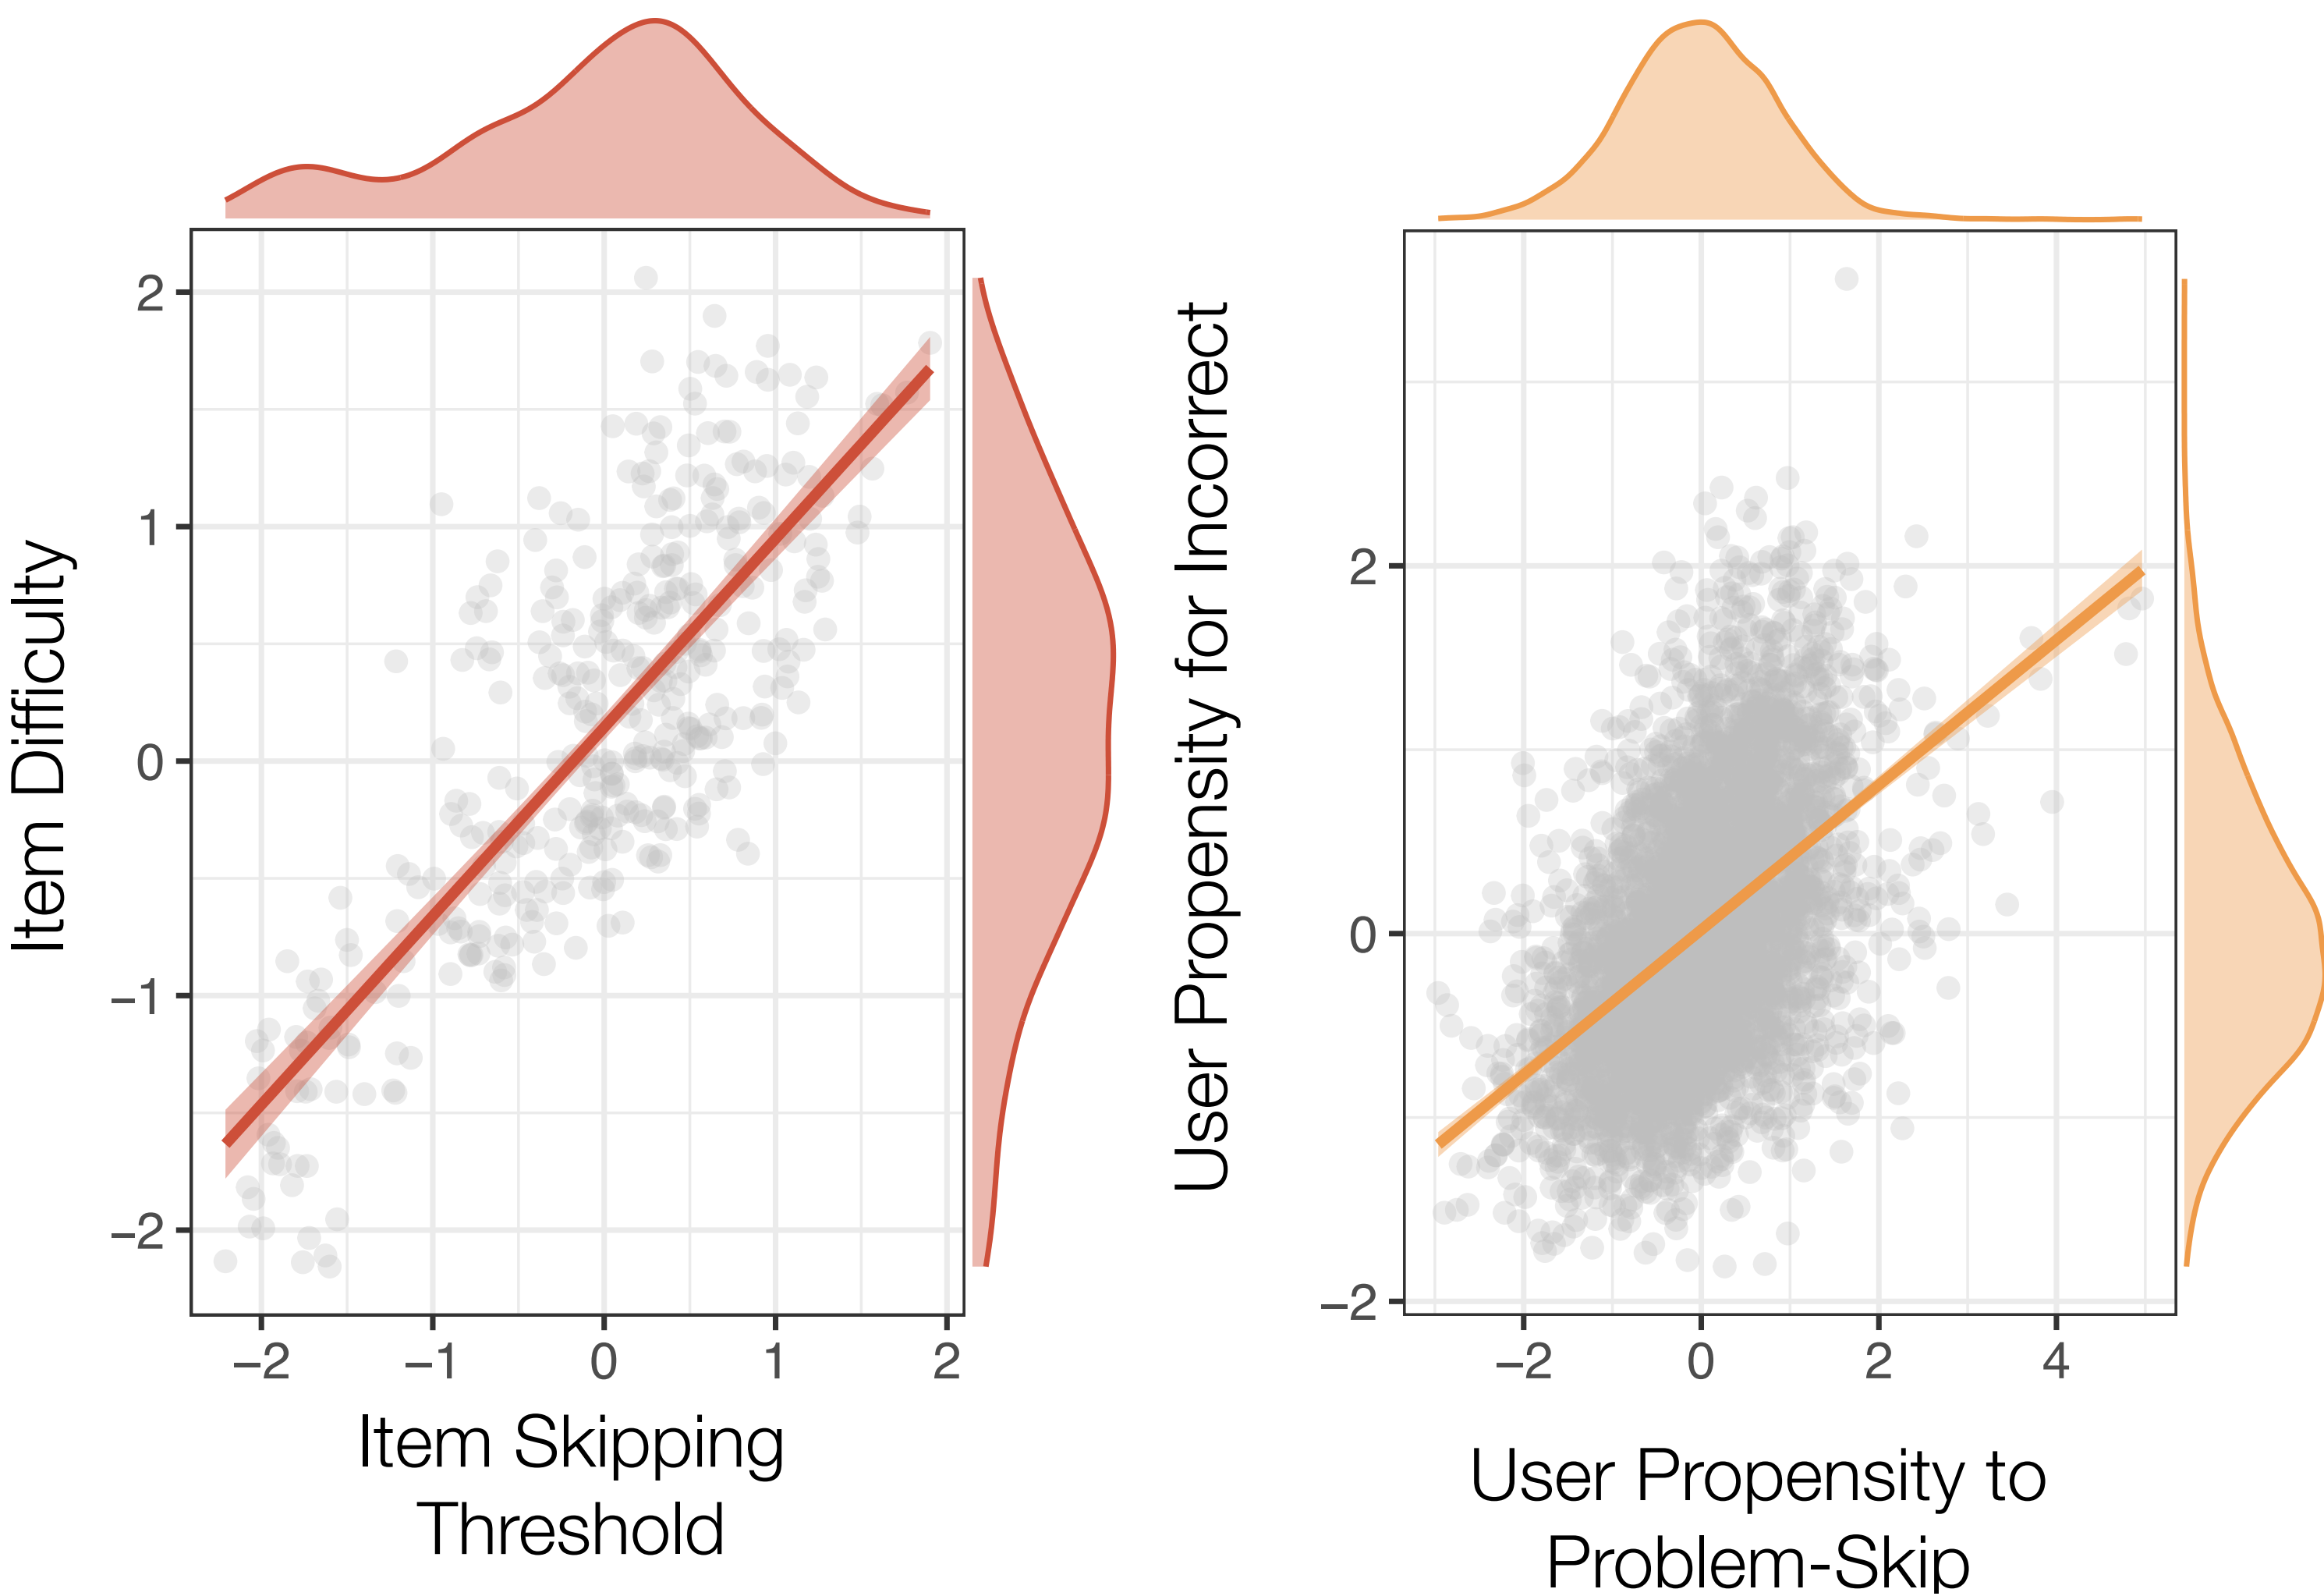 Item Difficulty
2
1
0
−1
−2
−2 −1 0 1 2
Item Skipping
Threshold
User Propensity for Incorrect
2
0
−2
−2 0 2 4
User Propensity to
Problem-Skip